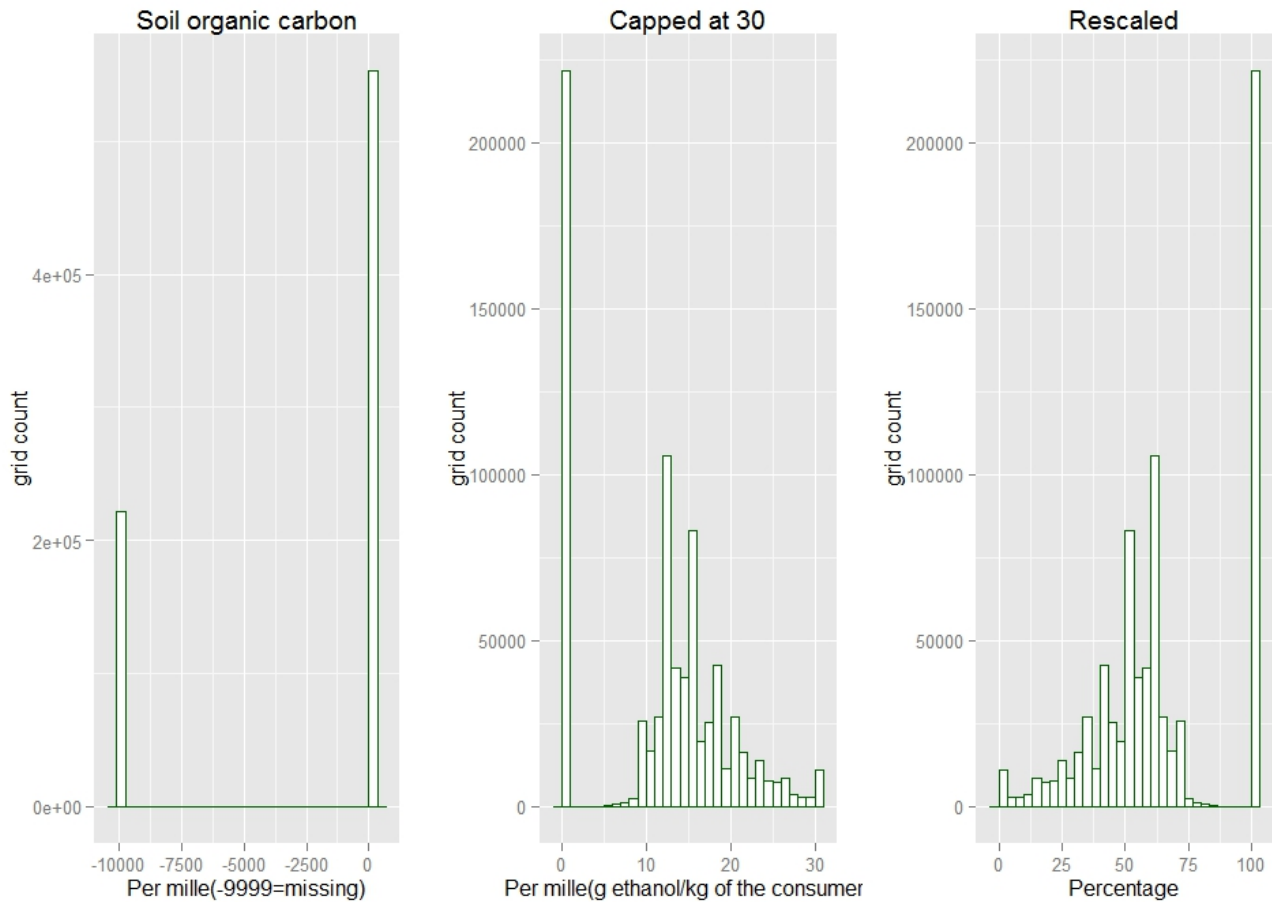 Soil organic carbon
grid count
4e+05
2e+05
0e+00
-10000 -7500 -5000 -2500 0
Per mille(-9999=missing)
Capped at 30
grid count
200000
150000
100000
50000
0
0 10 20 30
Per mille(g ethanol/kg of the consumer
Rescaled
grid count
200000
150000
100000
50000
0
0 25 50 75 100
Percentage